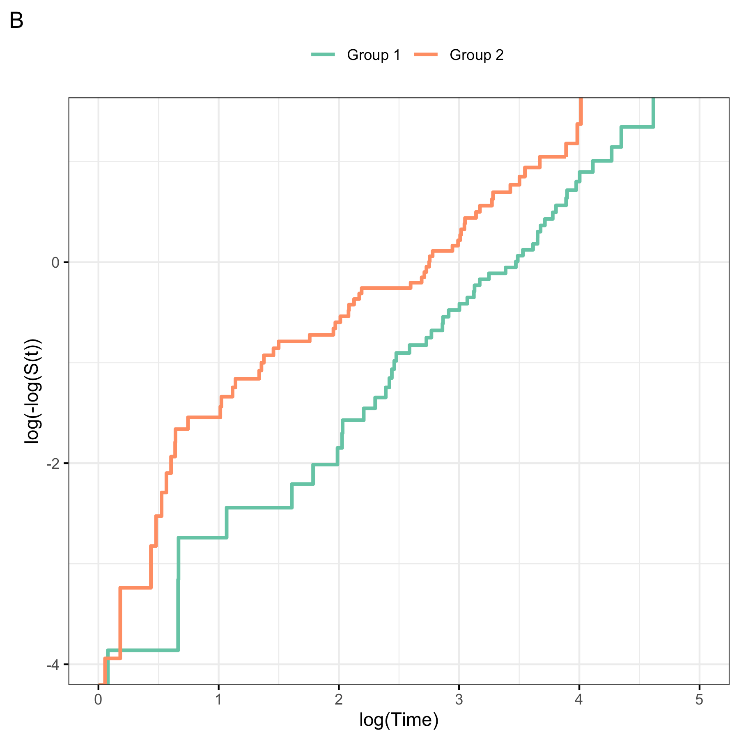 B
Group 1 Group 2
log(-log(S(t)))
0
-2
-4
0 1 2 3 4 5
log(Time)